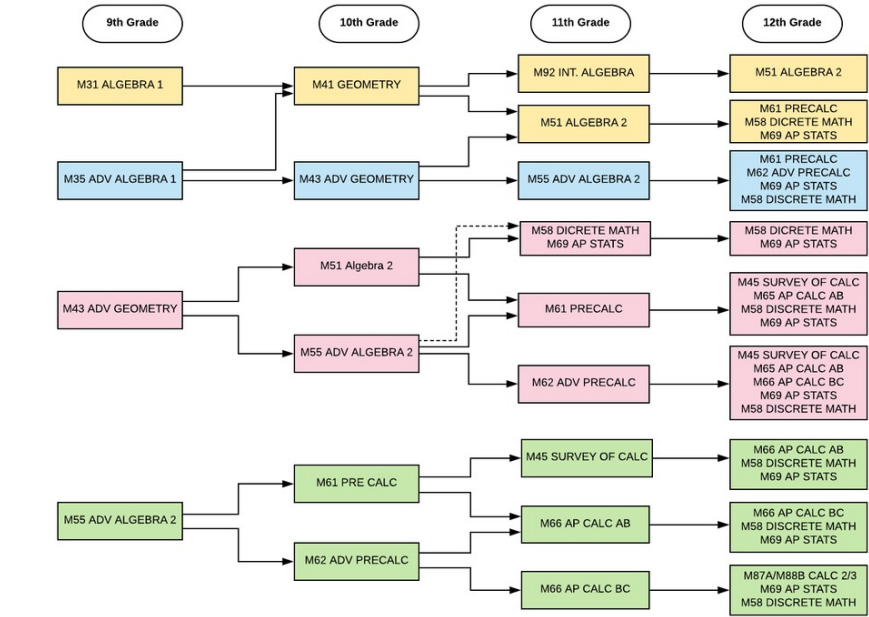 9th Grade
10th Grade
11th Grade
12th Grade
M31 ALGEBRA 1
M41 GEOMETRY
M92 INT. ALGEBRA
M51 ALGEBRA 2
M51 ALGEBRA 2
M61 PRECALC
M58 DICRETE MATH
M69 AP STATS
M35 ADV ALGEBRA 1
M43 ADV GEOMETRY
M55 ADV ALGEBRA 2
M61 PRECALC
M62 ADV PRECALC
M69 AP STATS
M58 DISCRETE MATH
M43 ADV GEOMETRY
M51 Algebra 2
M58 DICRETE MATH
M69 AP STATS
M58 DICRETE MATH
M69 AP STATS
M61 PRECALC
M45 SURVEY OF CALC
M65 AP CALC AB
M58 DISCRETE MATH
M69 AP STATS
M55 ADV ALGEBRA 2
M62 ADV PRECALC
M45 SURVEY OF CALC
M65 AP CALC AB
M66 AP CALC BC
M69 AP STATS
M58 DISCRETE MATH
M55 ADV ALGEBRA 2
M61 PRE CALC
M45 SURVEY OF CALC
M66 AP CALC AB
M58 DISCRETE MATH
M69 AP STATS
M66 AP CALC AB
M66 AP CALC BC
M58 DISCRETE MATH
M69 AP STATS
M62 ADV PRECALC
M66 AP CALC BC
M87A/M88B CALC 2/3
M69 AP STATS
M58 DISCRETE MATH